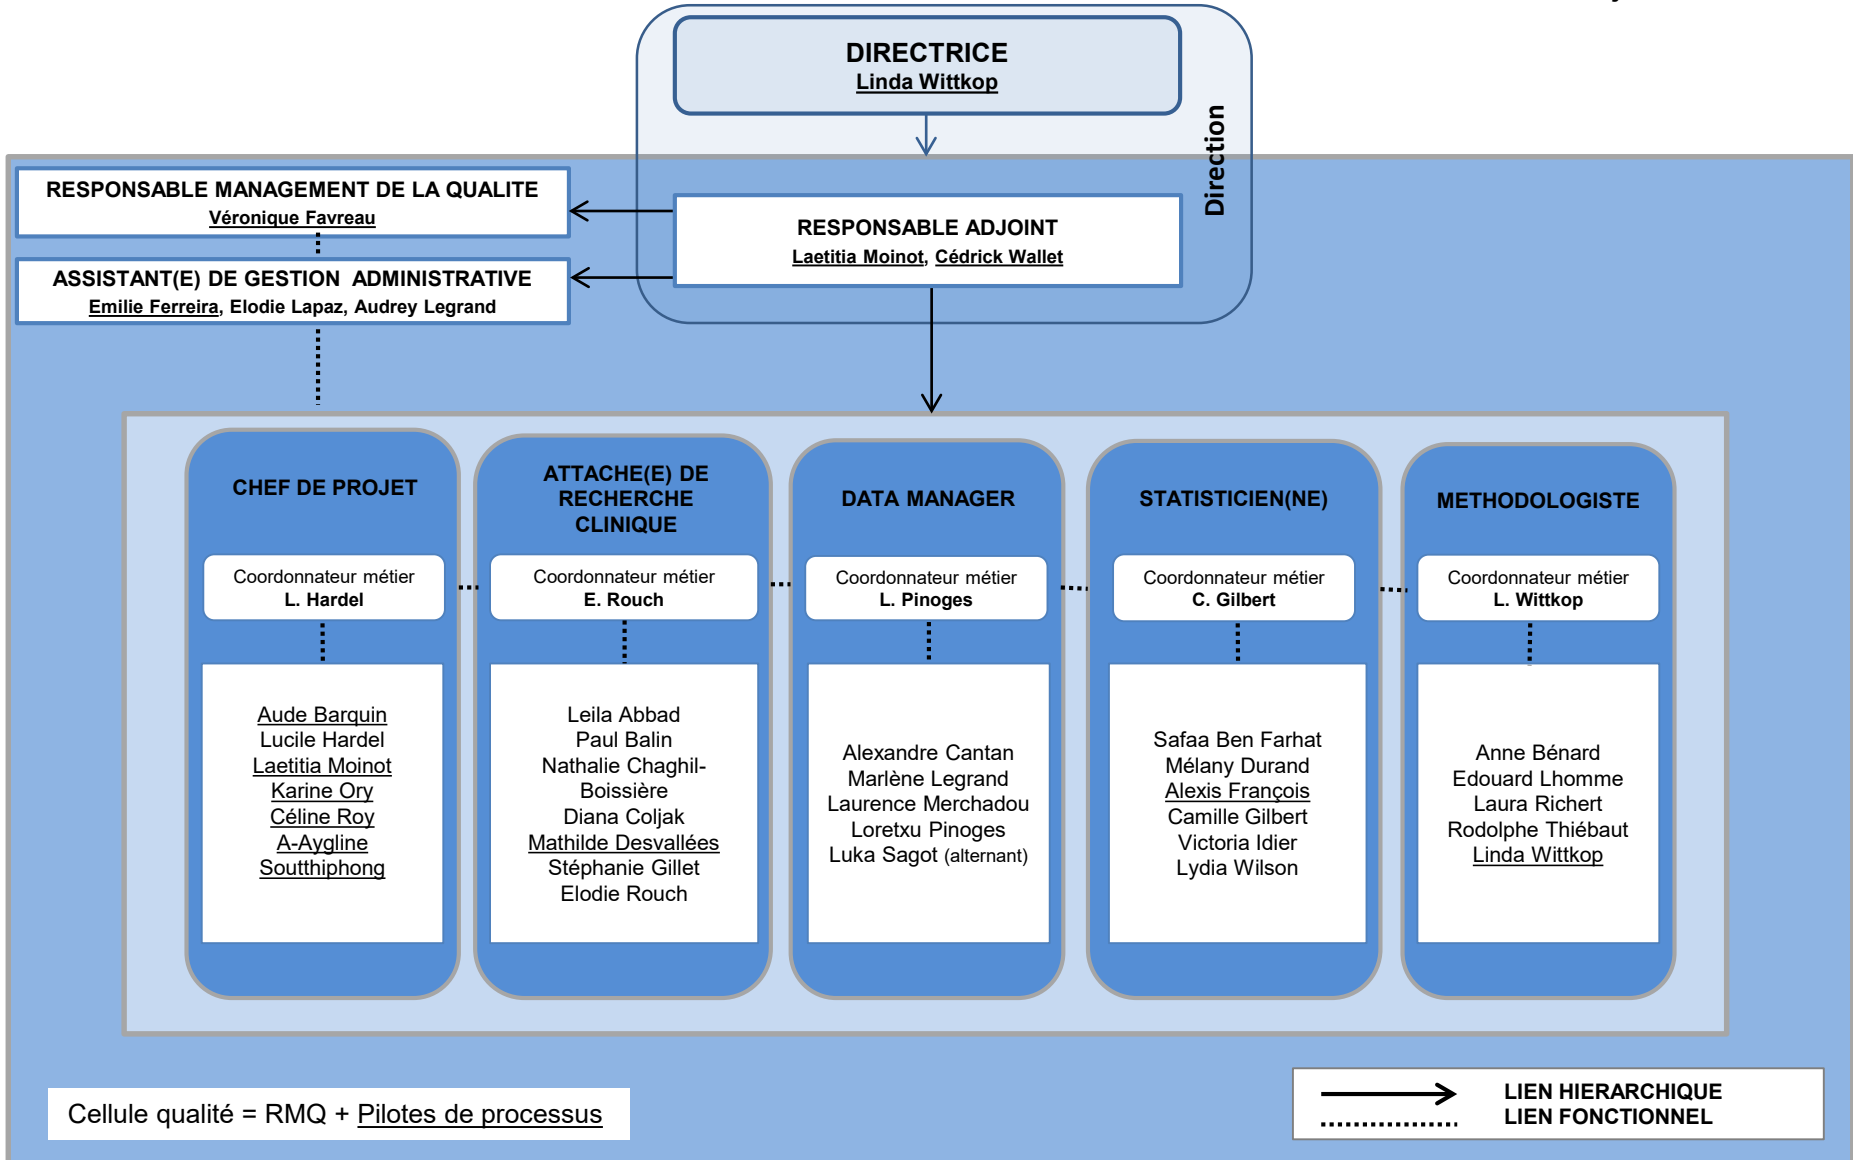 DIRECTRICE
Linda Wittkop
Direction
RESPONSABLE MANAGEMENT DE LA QUALITE
Véronique Favreau
RESPONSABLE ADJOINT
Laetitia Moinot, Cédrick Wallet
ASSISTANT(E) DE GESTION ADMINISTRATIVE
Emilie Ferreira, Elodie Lapaz, Audrey Legrand
CHEF DE PROJET
Coordonnateur métier
L. Hardel
Aude Barquin
Lucile Hardel
Laetitia Moinot
Karine Ory
Céline Roy
A-Aygline
Soutthiphong
ATTACHE(E) DE
RECHERCHE
CLINIQUE
Coordonnateur métier
E. Rouch
Leila Abbad
Paul Balin
Nathalie Chaghil-
Boissière
Diana Coljak
Mathilde Desvallées
Stéphanie Gillet
Elodie Rouch
DATA MANAGER
Coordonnateur métier
L. Pinoges
Alexandre Cantan
Marlène Legrand
Laurence Merchadou
Loretxu Pinoges
Luka Sagot (alternant)
STATISTICIEN(NE)
Coordonnateur métier
C. Gilbert
Safaa Ben Farhat
Mélany Durand
Alexis François
Camille Gilbert
Victoria Idier
Lydia Wilson
METHODOLOGISTE
Coordonnateur métier
L. Wittkop
Anne Bénard
Edouard Lhomme
Laura Richert
Rodolphe Thiébaut
Linda Wittkop
Cellule qualité = RMQ + Pilotes de processus
LIEN HIERARCHIQUE
LIEN FONCTIONNEL